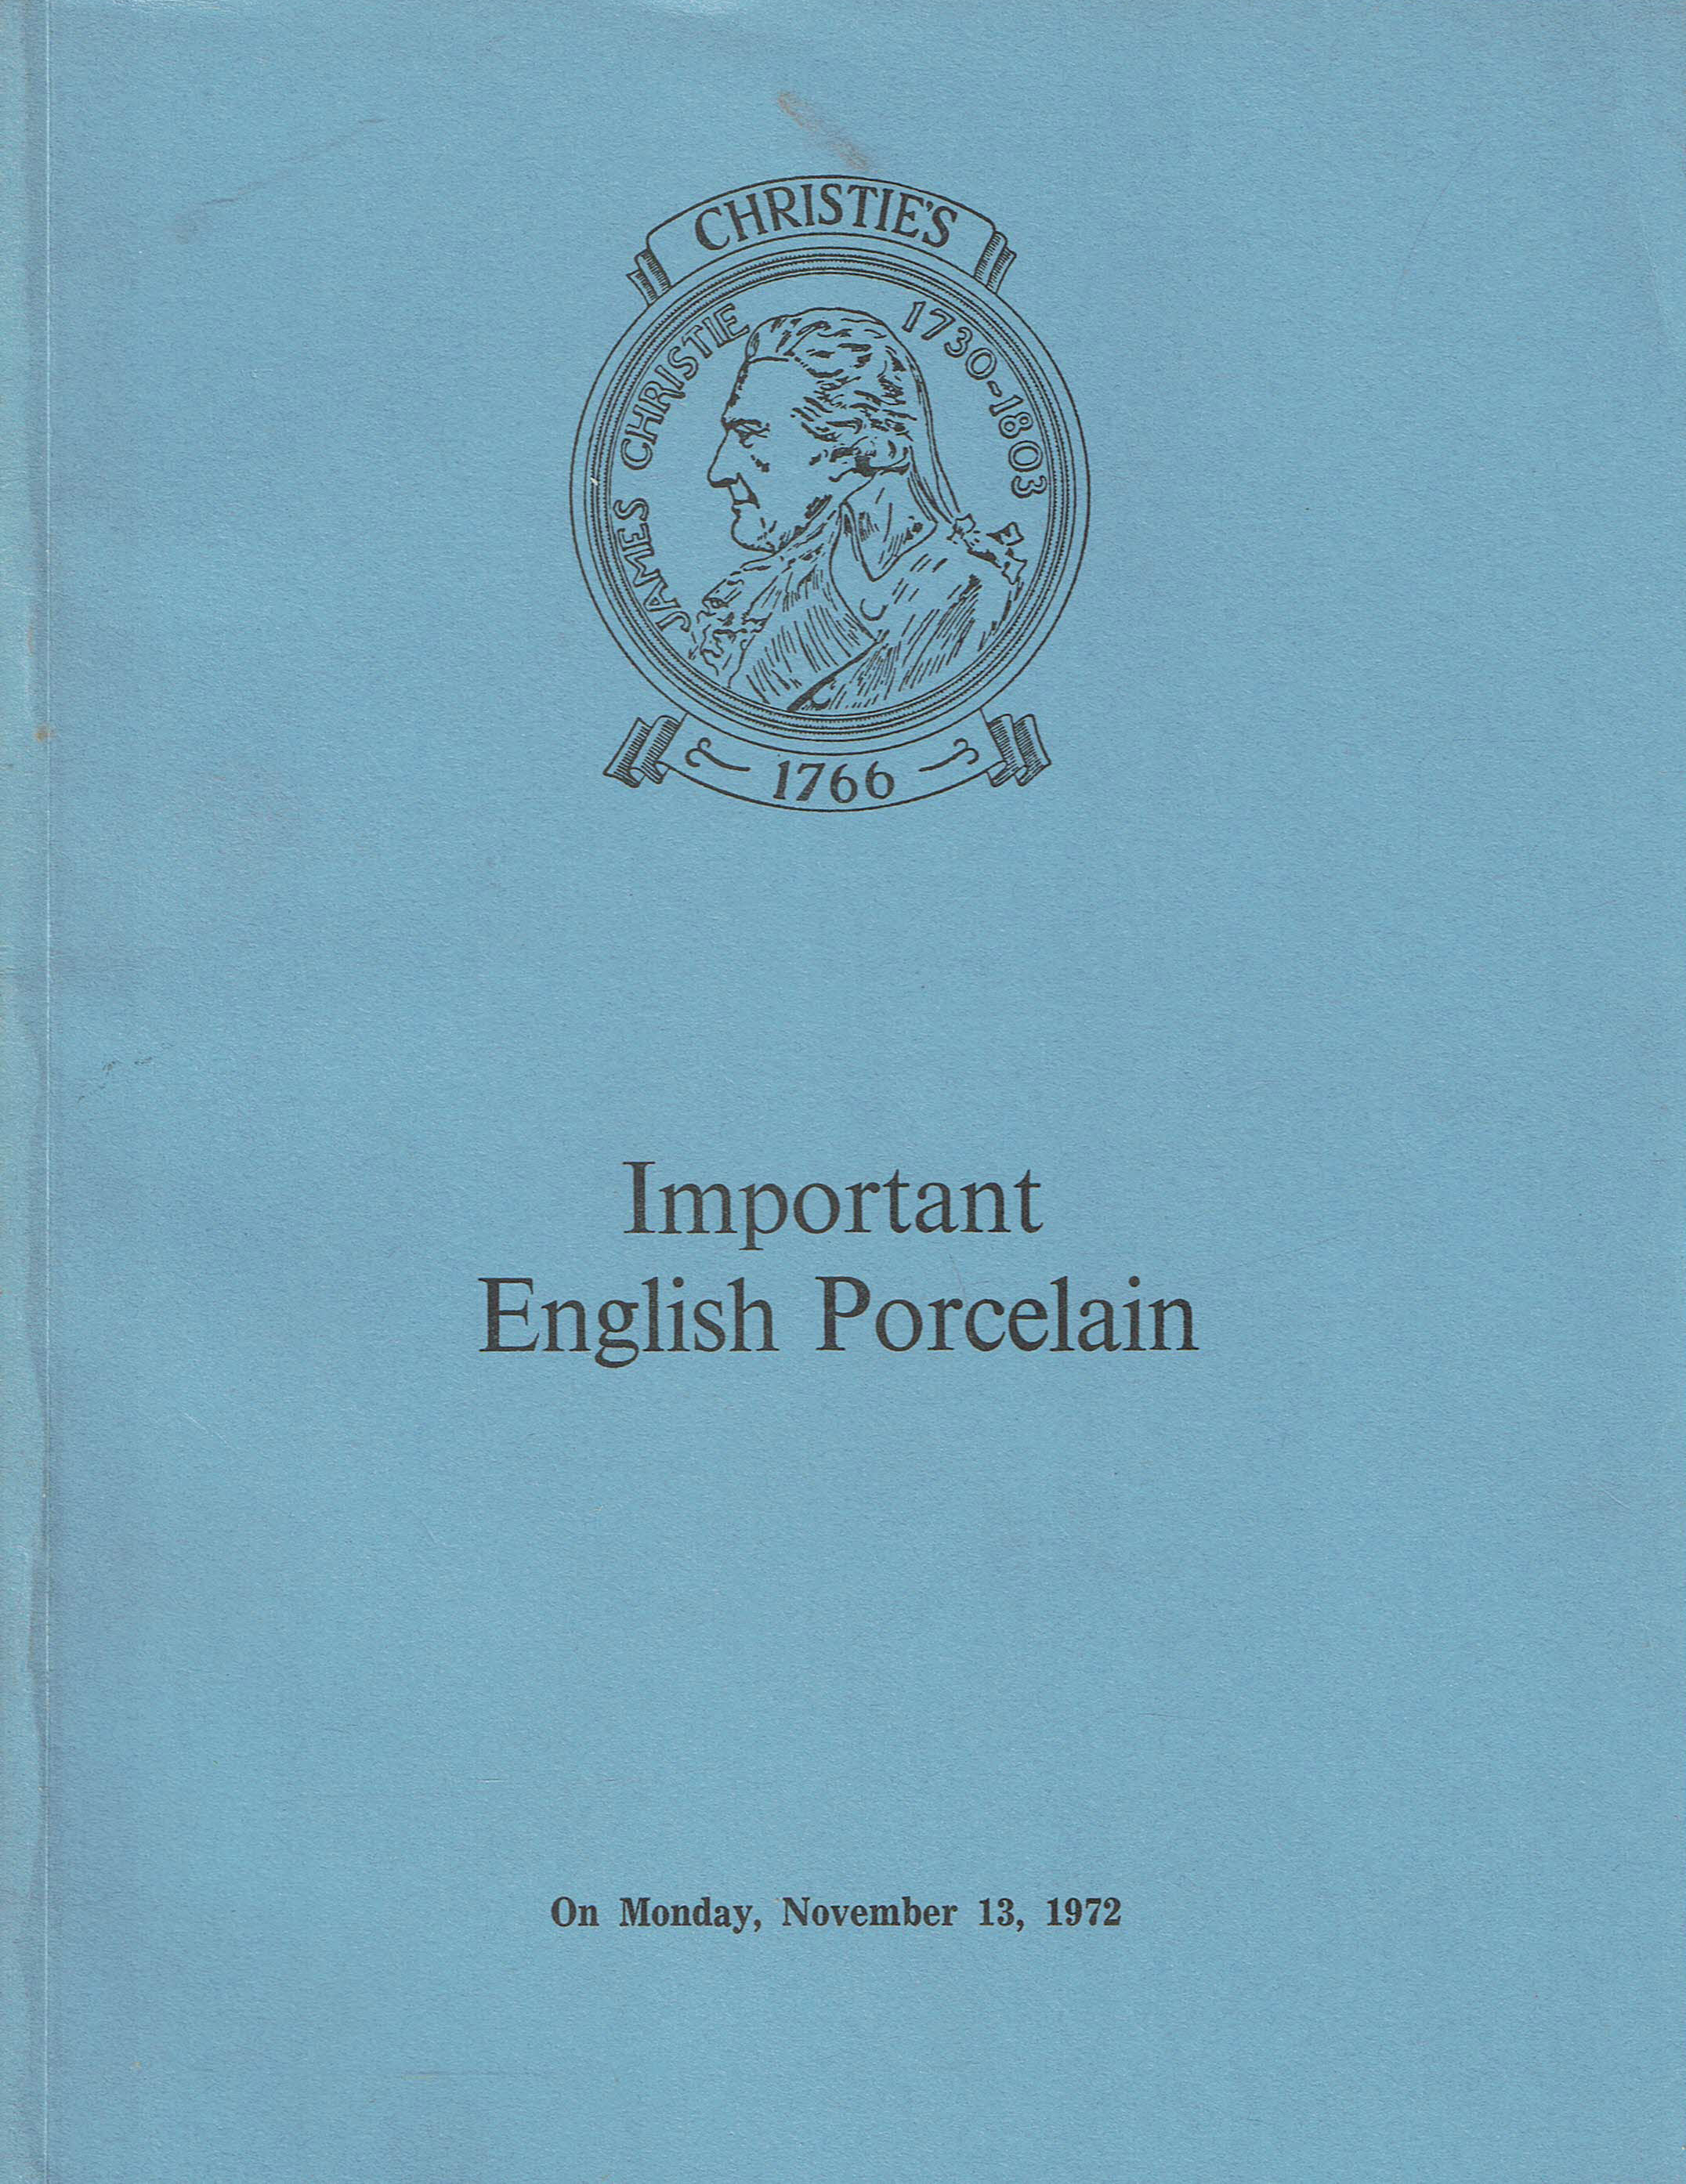 CHRISTIE'S
JAMES CHRISTIE 1730-1803
1766
Important
English Porcelain
On Monday, November 13, 1972